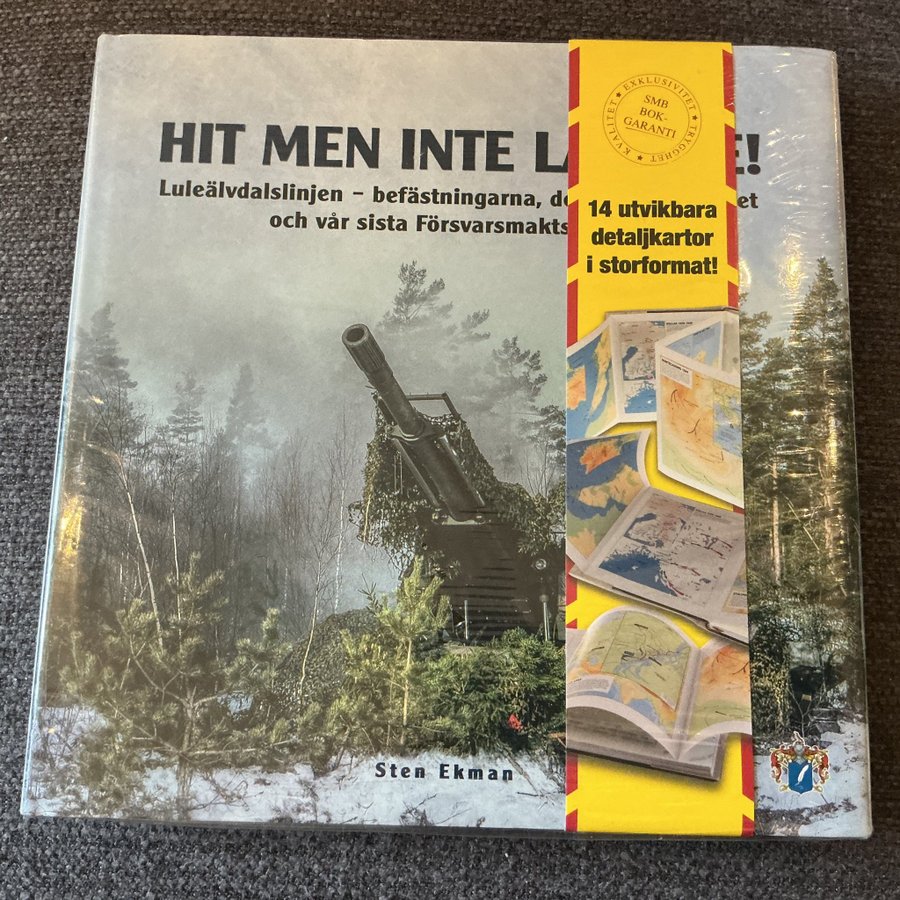 HIT MEN INTE LA E!
Luleälvdalslinjen – befästningarna, de et
och vår sista Försvarsmakts
KVALITET ★ EXKLUSIVITET ★ TRYGGHET ★
SMB
BOK-
GARANTI
14 utvikbara
detaljkartor
i storformat!
Sten Ekman